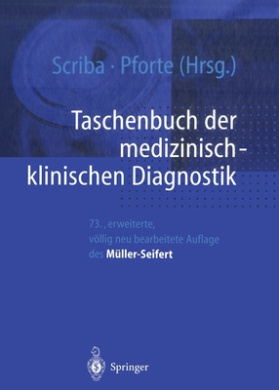 Scriba · Pforte (Hrsg.)
Taschenbuch der
medizinisch-
klinischen Diagnostik
73., erweiterte,
völlig neu bearbeitete Auflage
des Müller-Seifert
Springer